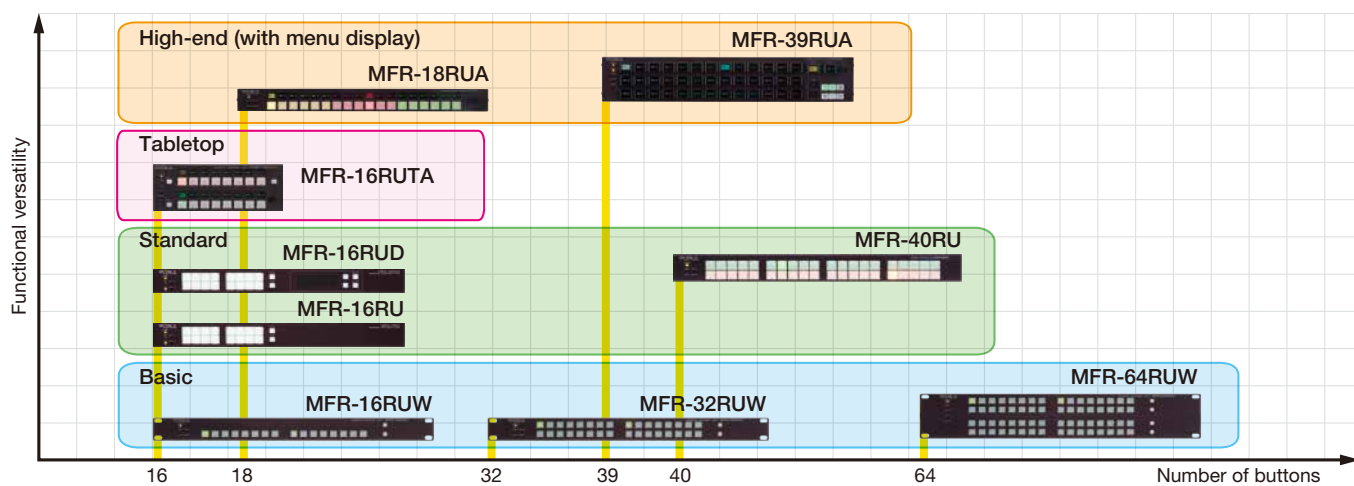 High-end (with menu display)
MFR-39RUA
MFR-18RUA
Tabletop
MFR-16RUTA
Standard
MFR-16RUD
MFR-40RU
MFR-16RU
Basic
MFR-64RUW
MFR-16RUW
MFR-32RUW
Functional versatility
16
18
32
39
40
64
Number of buttons